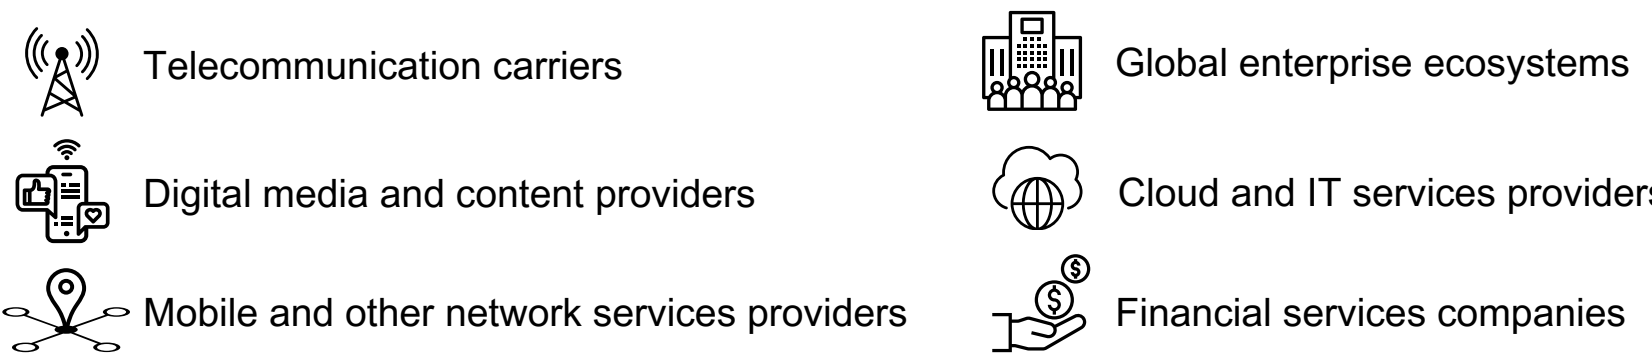 Telecommunication carriers
Digital media and content providers
Mobile and other network services providers
Global enterprise ecosystems
Cloud and IT services providers
Financial services companies